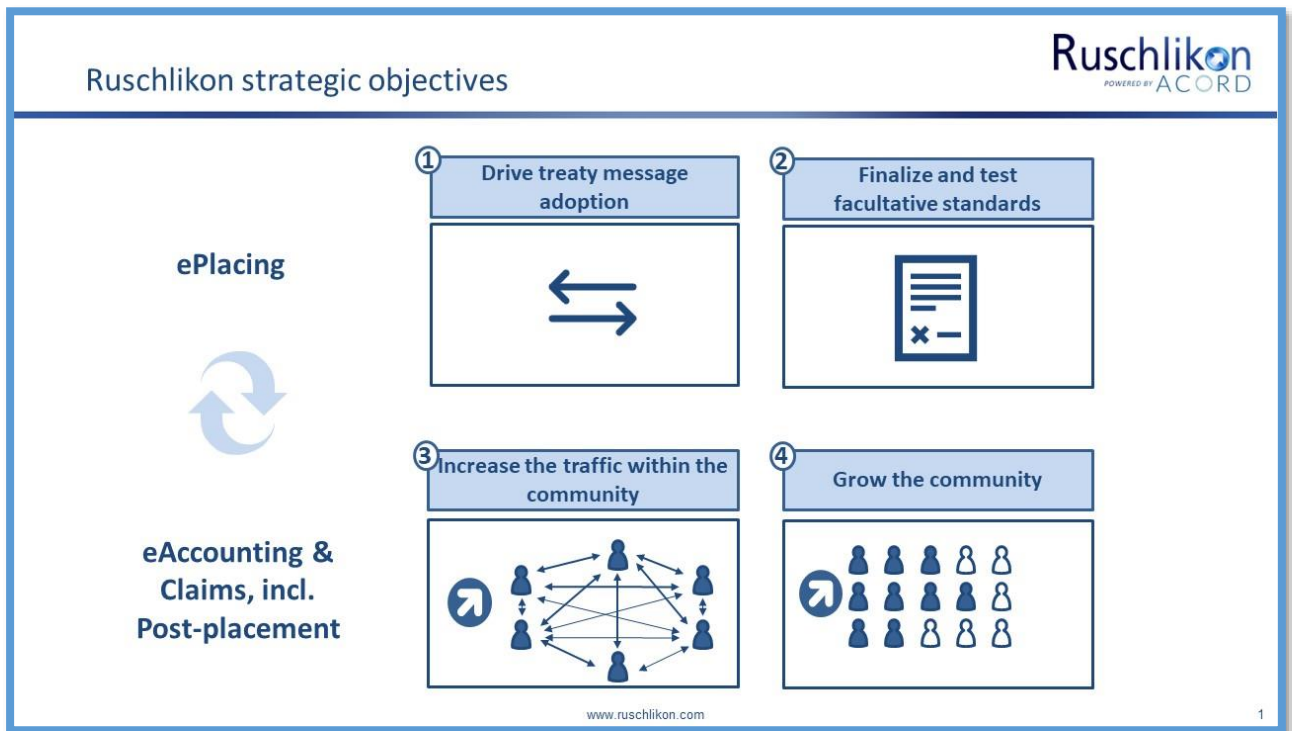 Ruschlikon strategic objectives
Ruschlikon
POWERED BY ACORD
ePlacing
1
Drive treaty message
adoption
2
Finalize and test
facultative standards
eAccounting &
Claims, incl.
Post-placement
3
Increase the traffic within the
community
4
Grow the community
www.ruschlikon.com
1